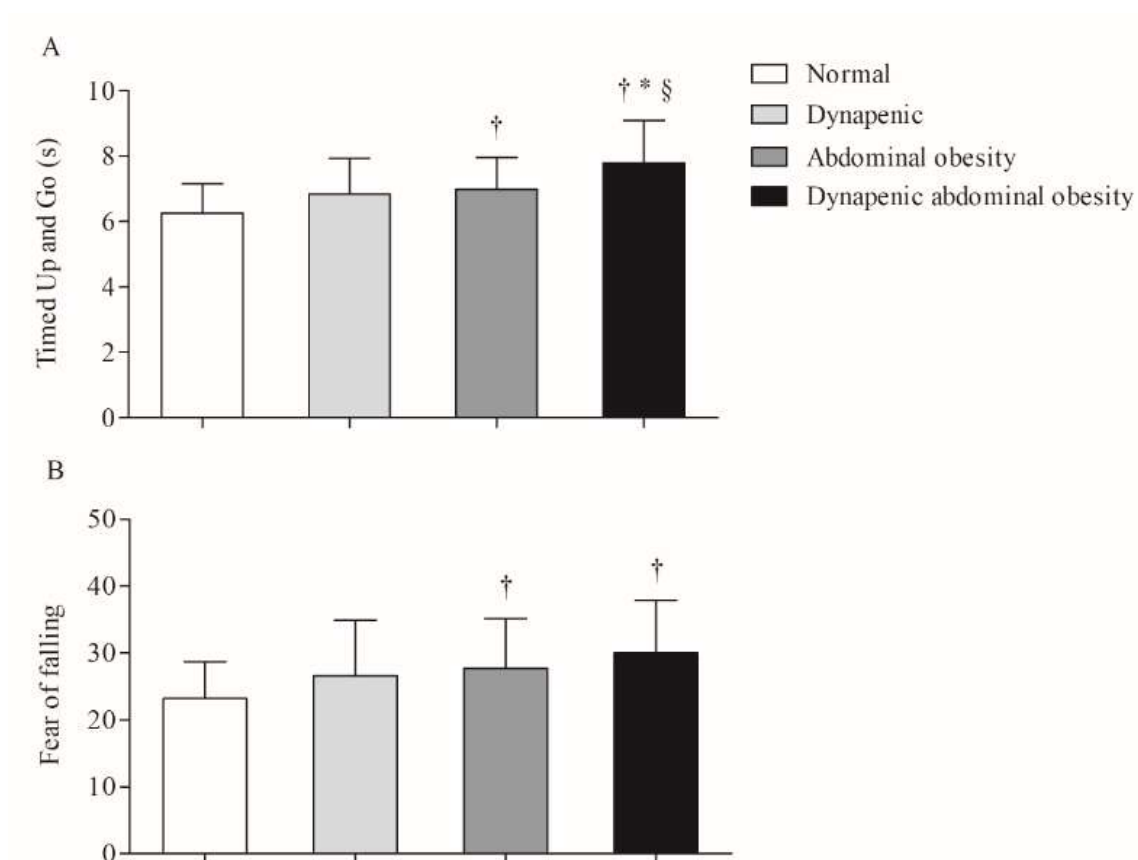 A
Normal
Dynapenic
Abdominal obesity
Dynapenic abdominal obesity
† * §
†
10
8
6
4
2
0
Timed Up and Go (s)
B
†
†
50
40
30
20
10
0
Fear of falling